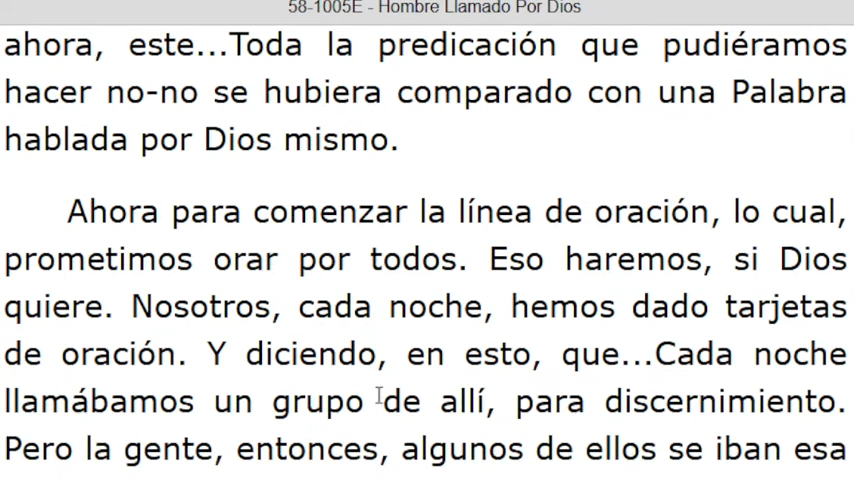 58-1005E - Hombre Llamado Por Dios
ahora, este...Toda la predicación que pudiéramos
hacer no-no se hubiera comparado con una Palabra
hablada por Dios mismo.
Ahora para comenzar la línea de oración, lo cual,
prometimos orar por todos. Eso haremos, si Dios
quiere. Nosotros, cada noche, hemos dado tarjetas
de oración. Y diciendo, en esto, que...Cada noche
llamábamos un grupo de allí, para discernimiento.
Pero la gente, entonces, algunos de ellos se iban esa